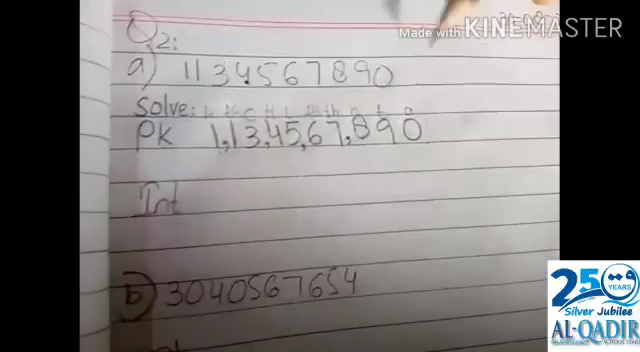 Made with KINEMASTER
Q2:
a) 1134567890
Solve:
PK 1,13,45,67,890
Int
b) 3040567654
250 YEARS
Silver Jubilee
AL-QADIR